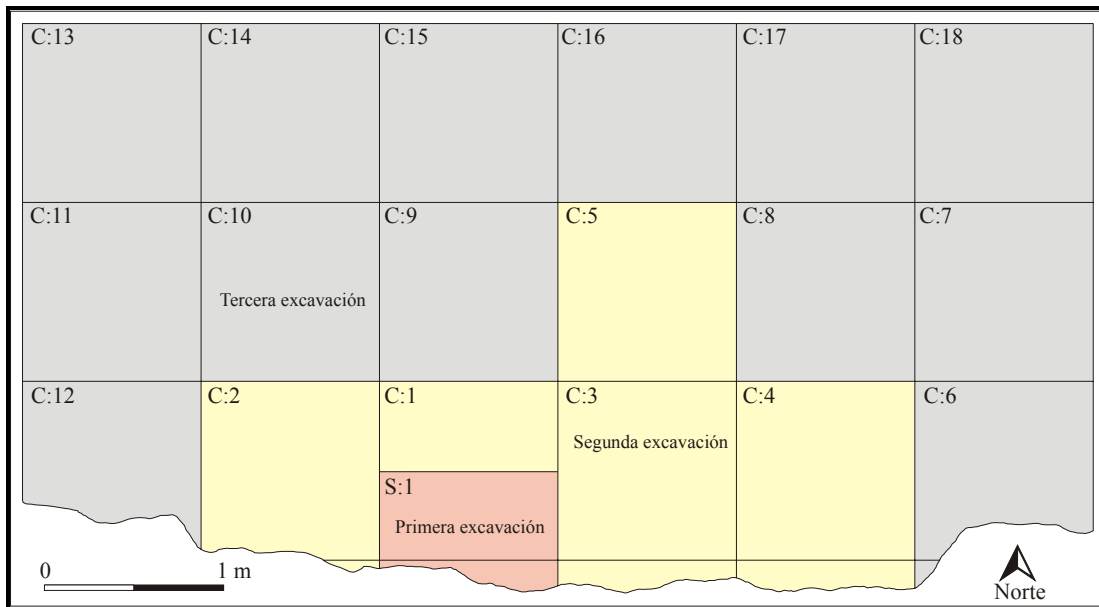 C:13 C:14 C:15 C:16 C:17 C:18
C:11 C:10 C:9 C:5 C:8 C:7
Tercera excavación
C:12 C:2 C:1 C:3 C:4 C:6
Segunda excavación
S:1
Primera excavación
0 1 m
Norte